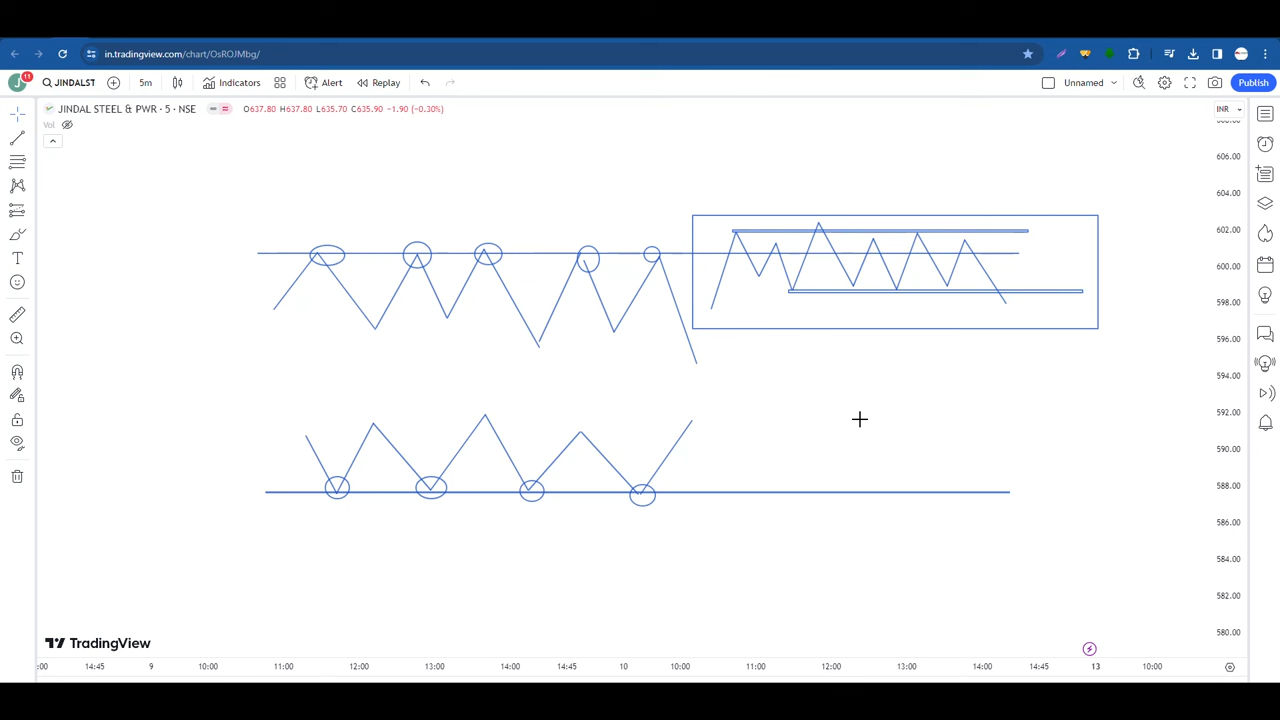 in.tradingview.com/chart/OsROJMbg/
J 11 JINDALST 5m Indicators Alert Replay Unnamed Publish
JINDAL STEEL & PWR · 5 · NSE O637.80 H637.80 L635.70 C635.90 −1.90 (−0.30%) INR
Vol
606.00
604.00
602.00
600.00
598.00
596.00
594.00
592.00
590.00
588.00
586.00
584.00
582.00
580.00
TradingView
:00 14:45 9 10:00 11:00 12:00 13:00 14:00 14:45 10 10:00 11:00 12:00 13:00 14:00 14:45 13 10:00